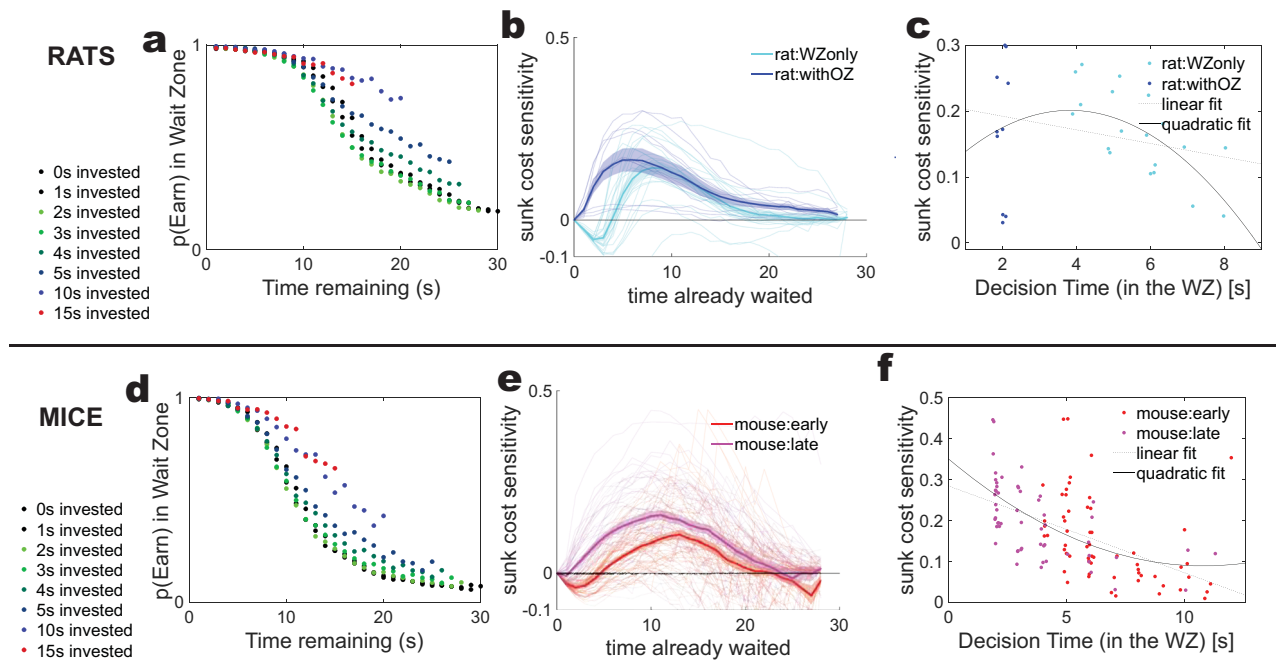 RATS
0s invested
1s invested
2s invested
3s invested
4s invested
5s invested
10s invested
15s invested
a
p(Earn) in Wait Zone
1
0
0
10
20
30
Time remaining (s)
b
sunk cost sensitivity
0.5
0
-0.1
0
10
20
30
time already waited
rat:WZonly
rat:withOZ
c
sunk cost sensitivity
0.3
0.2
0.1
0
2
4
6
8
Decision Time (in the WZ) [s]
rat:WZonly
rat:withOZ
linear fit
quadratic fit
MICE
0s invested
1s invested
2s invested
3s invested
4s invested
5s invested
10s invested
15s invested
d
p(Earn) in Wait Zone
1
0
0
10
20
30
Time remaining (s)
e
sunk cost sensitivity
0.5
0
-0.1
0
10
20
30
time already waited
mouse:early
mouse:late
f
sunk cost sensitivity
0.5
0.4
0.3
0.2
0.1
0
0
5
10
Decision Time (in the WZ) [s]
mouse:early
mouse:late
linear fit
quadratic fit